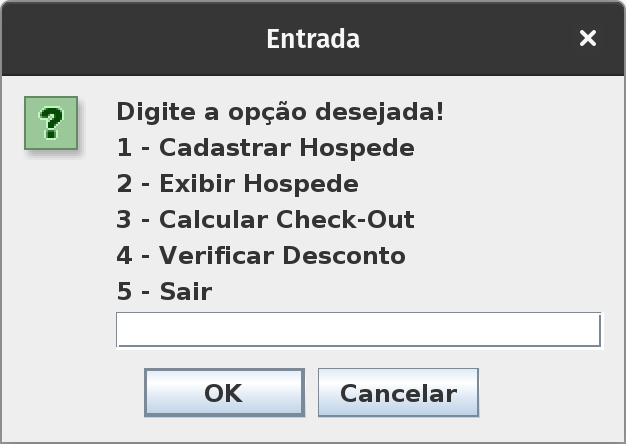 Entrada
Digite a opção desejada!
1 - Cadastrar Hospede
2 - Exibir Hospede
3 - Calcular Check-Out
4 - Verificar Desconto
5 - Sair
OK Cancelar